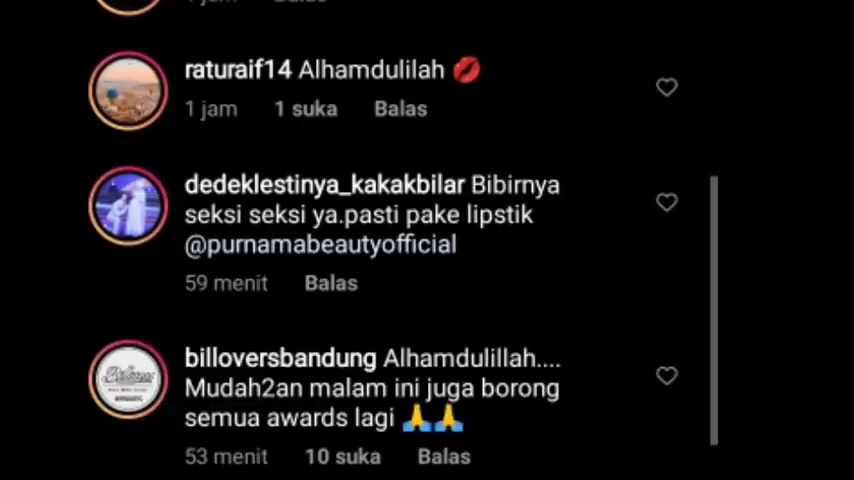 raturaif14 Alhamdulilah 💋
1 jam 1 suka Balas
dedeklestinya_kakakbilar Bibirnya
seksi seksi ya.pasti pake lipstik
@purnamabeautyofficial
59 menit Balas
billoversbandung Alhamdulillah....
Mudah2an malam ini juga borong
semua awards lagi 🙏🙏
53 menit 10 suka Balas